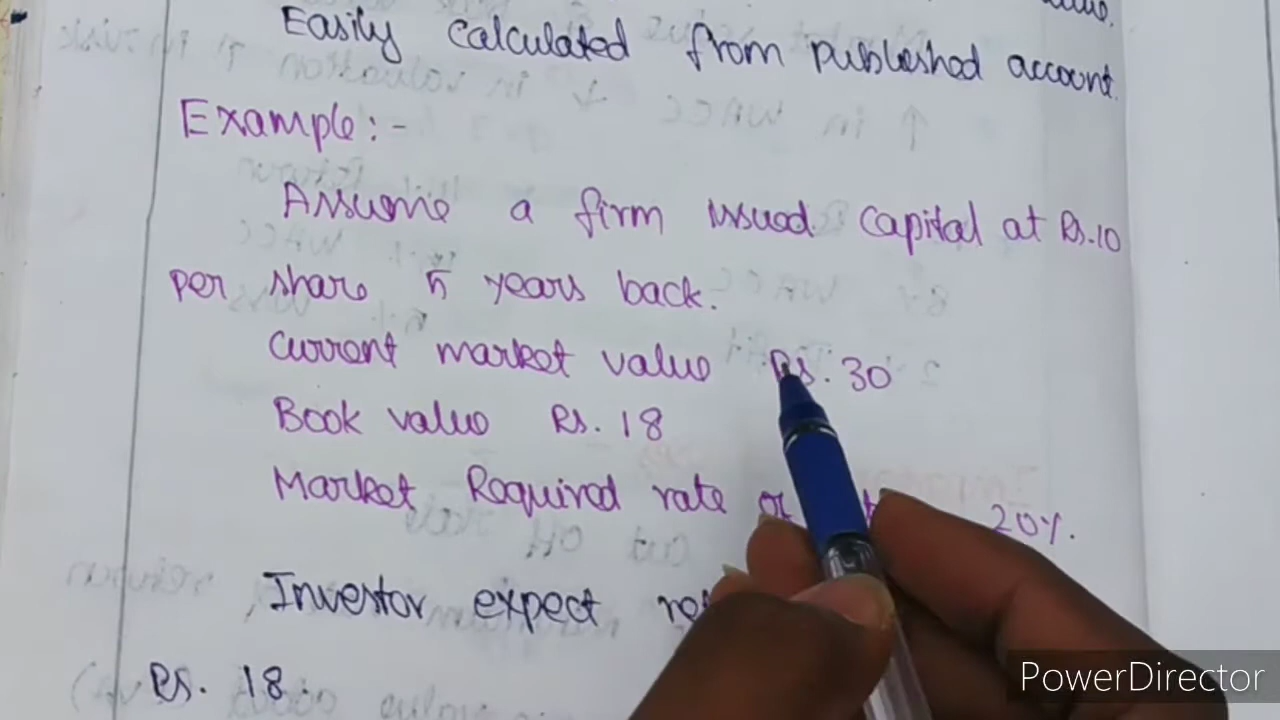 Easily calculated from published account.
Example:-
Assume a firm issued capital at Rs.10
per share 5 years back.
Current market value Rs. 30
Book value Rs. 18
Market Required rate 20%.
Investor expect
Rs. 18.
PowerDirector